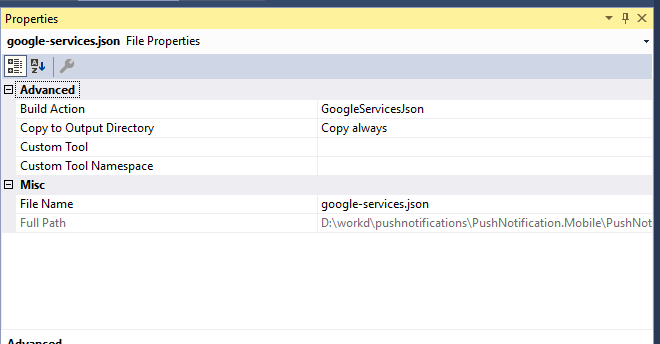 Properties
google-services.json File Properties
Advanced
Build Action GoogleServicesJson
Copy to Output Directory Copy always
Custom Tool
Custom Tool Namespace
Misc
File Name google-services.json
Full Path D:\workd\pushnotifications\PushNotification.Mobile\PushNot
Advanced